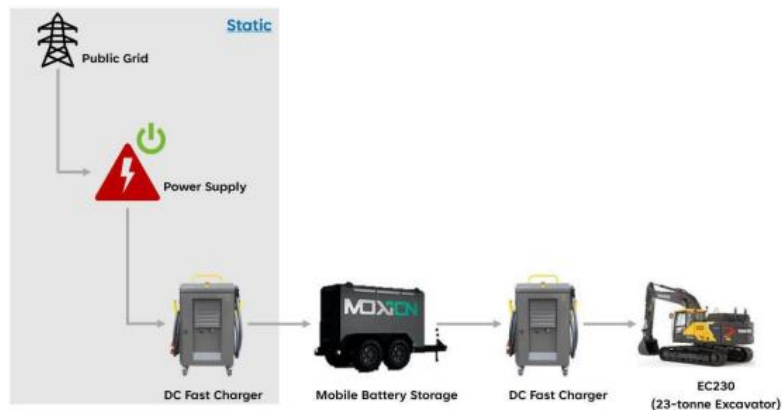 Static
Public Grid
Power Supply
MOXION
DC Fast Charger
Mobile Battery Storage
DC Fast Charger
EC230
(23-tonne Excavator)